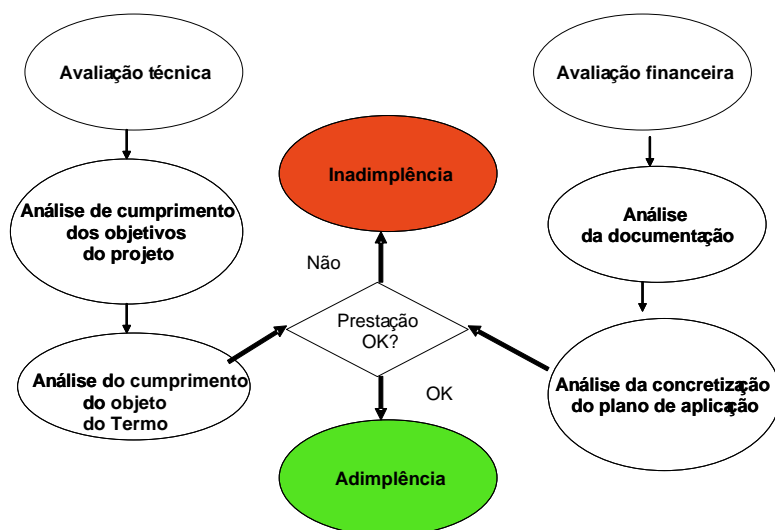 Avaliação técnica
Avaliação financeira
Inadimplência
Análise de cumprimento
dos objetivos
do projeto
Análise
da documentação
Não
Prestação
OK?
Análise do cumprimento
do objeto
do Termo
OK
Análise da concretização
do plano de aplicação
Adimplência